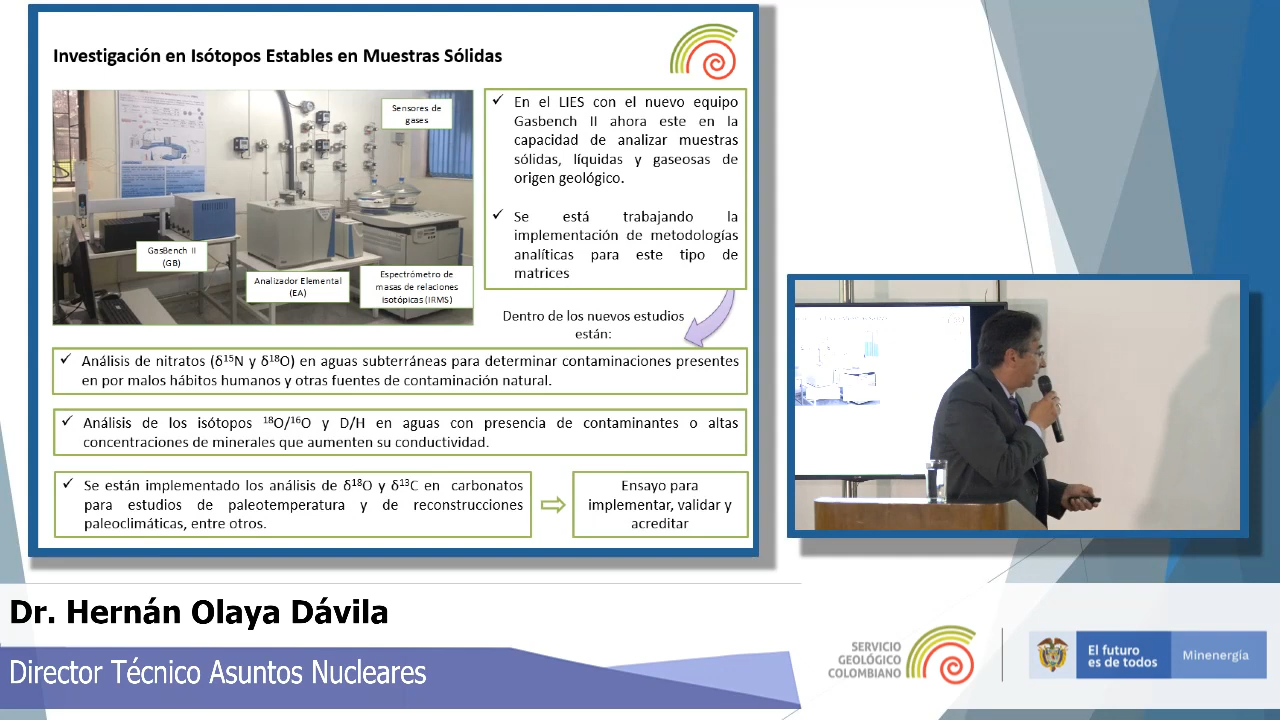 Investigación en Isótopos Estables en Muestras Sólidas
Sensores de
gases
GasBench II
(GB)
Analizador Elemental
(EA)
Espectrómetro de
masas de relaciones
isotópicas (IRMS)
✓ En el LIES con el nuevo equipo
Gasbench II ahora este en la
capacidad de analizar muestras
sólidas, líquidas y gaseosas de
origen geológico.
✓ Se está trabajando la
implementación de metodologías
analíticas para este tipo de
matrices
Dentro de los nuevos estudios
están:
✓ Análisis de nitratos (δ¹⁵N y δ¹⁸O) en aguas subterráneas para determinar contaminaciones presentes
en por malos hábitos humanos y otras fuentes de contaminación natural.
✓ Análisis de los isótopos ¹⁸O/¹⁶O y D/H en aguas con presencia de contaminantes o altas
concentraciones de minerales que aumenten su conductividad.
✓ Se están implementado los análisis de δ¹⁸O y δ¹³C en carbonatos
para estudios de paleotemperatura y de reconstrucciones
paleoclimáticas, entre otros.
Ensayo para
implementar, validar y
acreditar
Dr. Hernán Olaya Dávila
Director Técnico Asuntos Nucleares
SERVICIO
GEOLÓGICO
COLOMBIANO
El futuro
es de todos
Minenergía